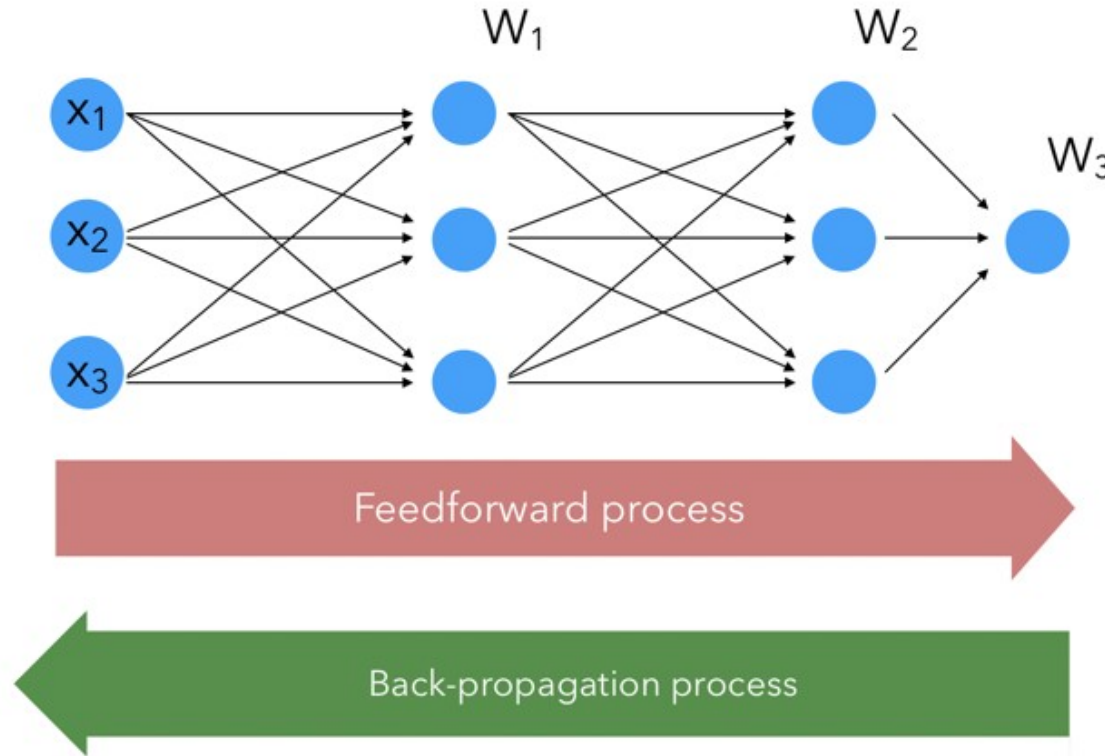 W₁
W₂
x₁
W₃
x₂
x₃
Feedforward process
Back-propagation process